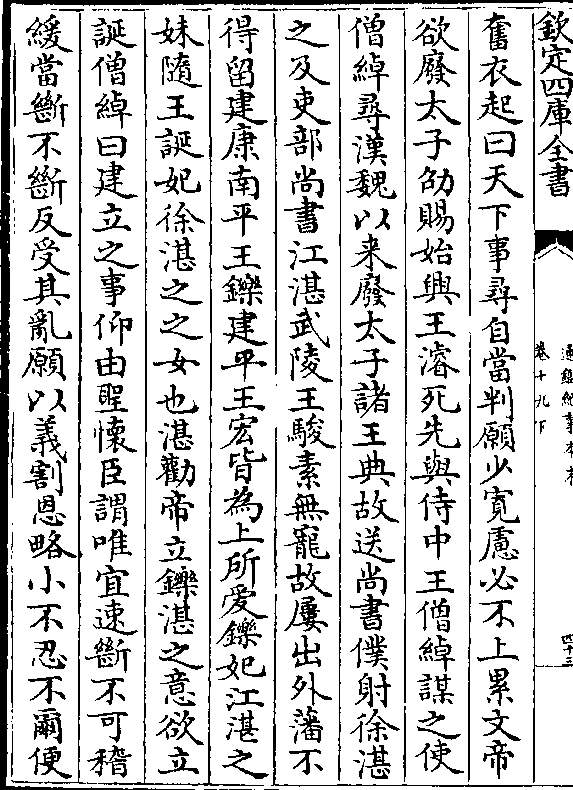 欽定四庫全書
卷十九下
四十三
奮衣起曰天下事尋自當判願少寛慮必不上累文帝
欲廢太子劭賜始興王濬死先與侍中王僧綽謀之使
僧綽尋漢魏以来廢太子諸王典故送尚書僕射徐湛
之及吏部尚書江湛武陵王駿素無寵故屢出外藩不
得留建康南平王鑠建平王宏皆為上所愛鑠妃江湛之
妹隨王誕妃徐湛之之女也湛勸帝立鑠湛之意欲立
誕僧綽曰建立之事仰由聖懷臣謂唯宜速斷不可稽
緩當斷不斷反受其亂願以義割恩略小不忍不爾便